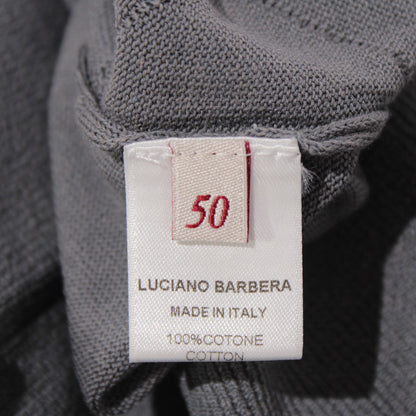 50
LUCIANO BARBERA
MADE IN ITALY
100%COTONE
COTTON